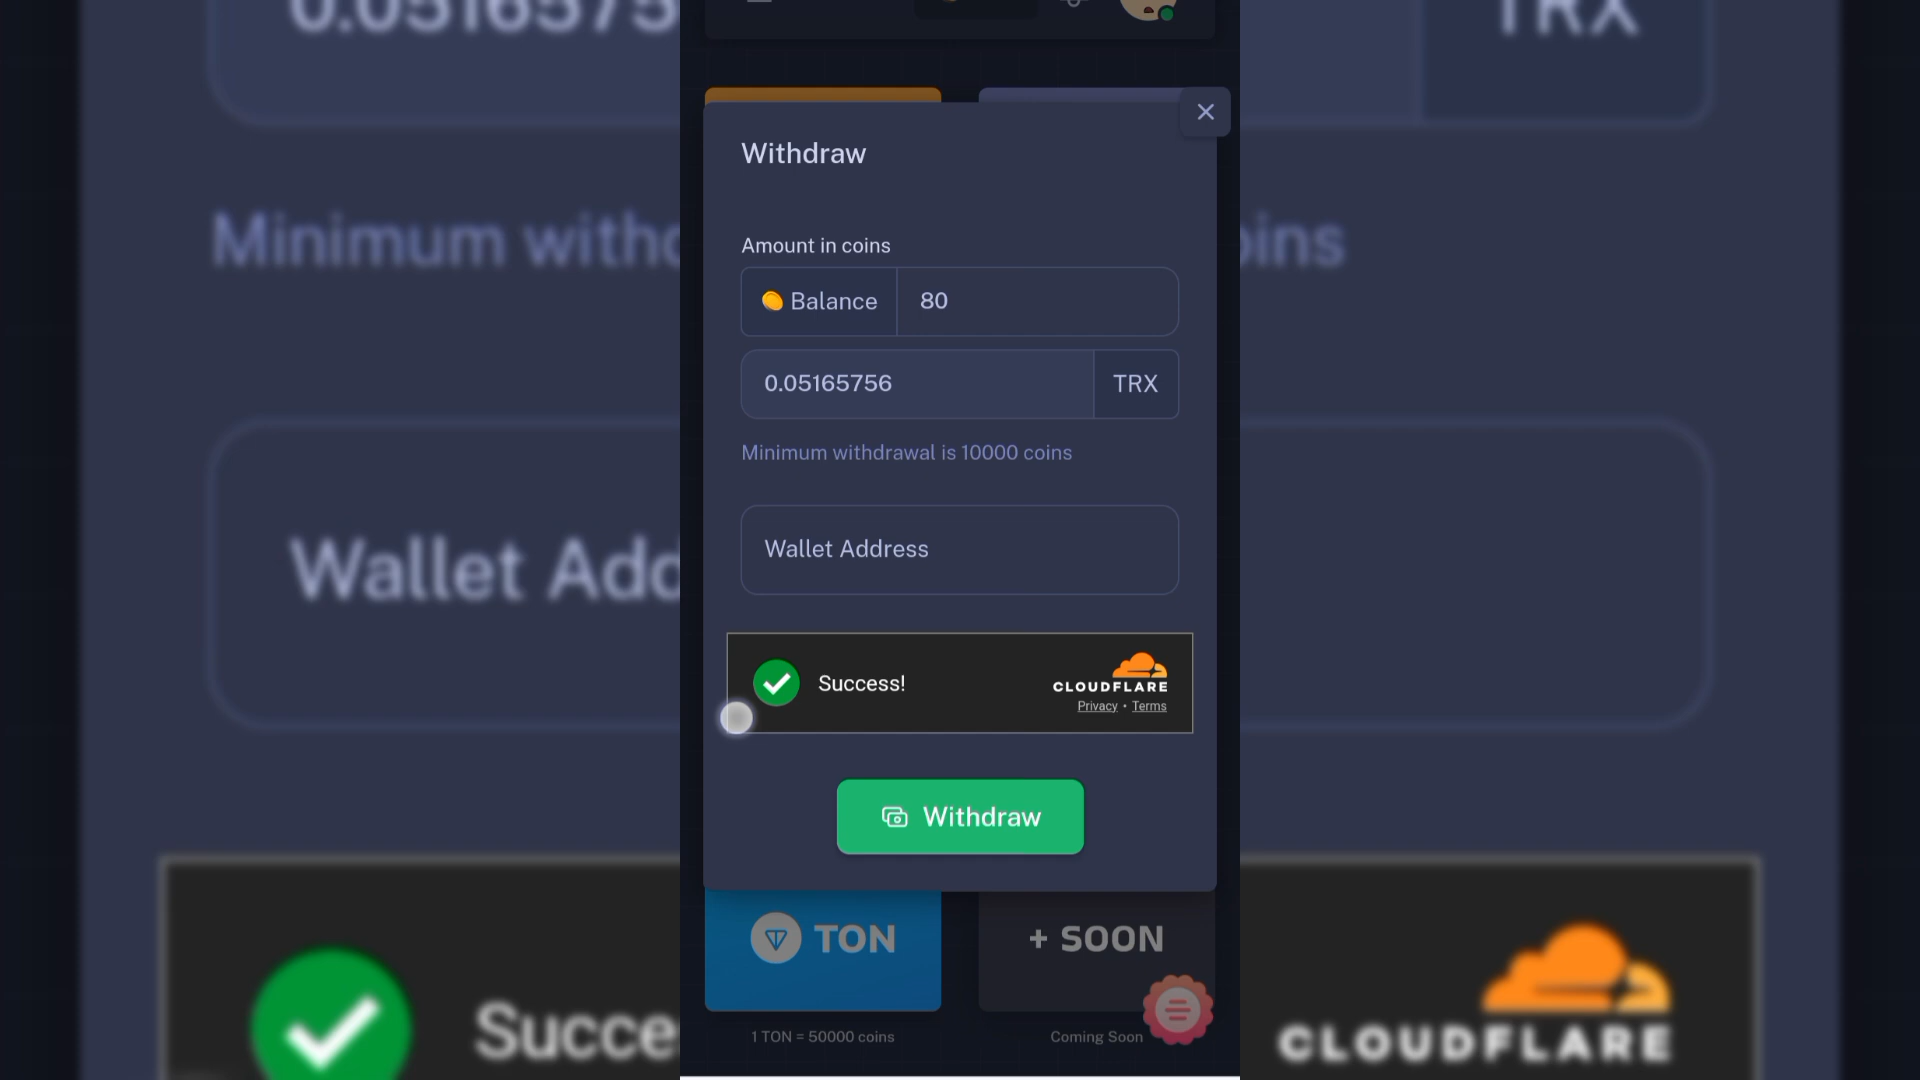 Withdraw
Amount in coins
Balance 80
0.05165756 TRX
Minimum withdrawal is 10000 coins
Wallet Address
Success!
CLOUDFLARE
Privacy • Terms
Withdraw
TON
+ SOON
1 TON = 50000 coins
Coming Soon